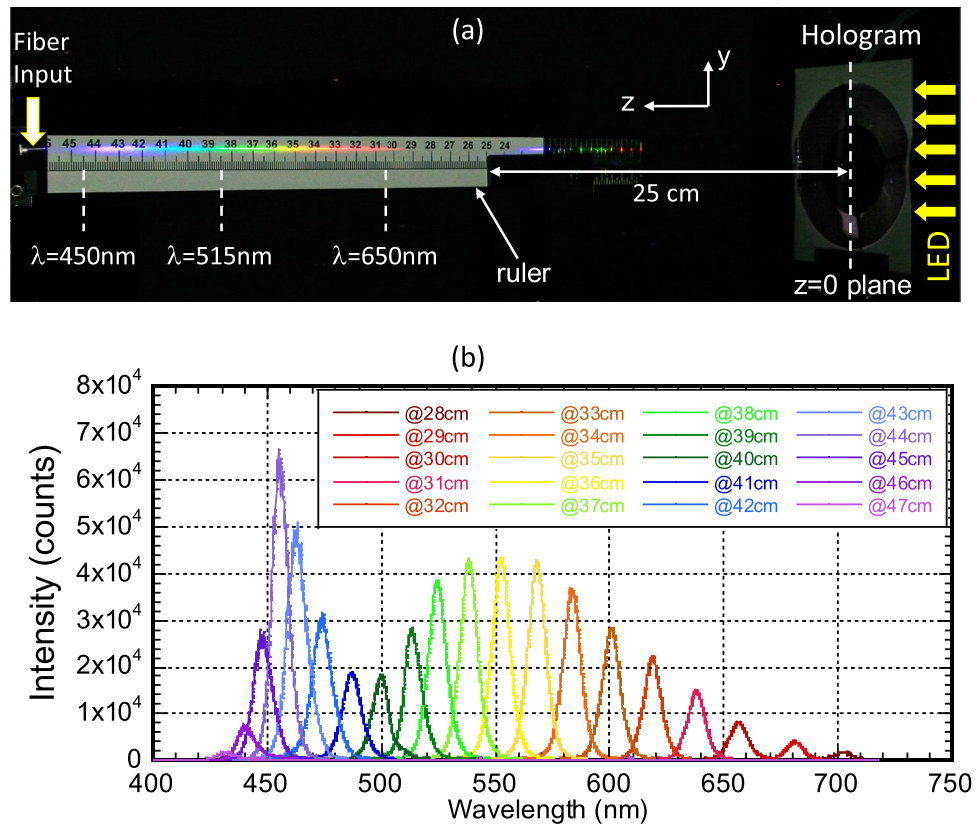 (a)
Fiber
Input
Hologram
y
z
45 44 43 42 41 40 39 38 37 36 35 34 33 32 31 30 29 28 27 26 25 24
25 cm
λ=450nm
λ=515nm
λ=650nm
ruler
LED
z=0 plane
(b)
8x10⁴
7x10⁴
6x10⁴
5x10⁴
4x10⁴
3x10⁴
2x10⁴
1x10⁴
0
Intensity (counts)
@28cm @33cm @38cm @43cm
@29cm @34cm @39cm @44cm
@30cm @35cm @40cm @45cm
@31cm @36cm @41cm @46cm
@32cm @37cm @42cm @47cm
400 450 500 550 600 650 700 750
Wavelength (nm)